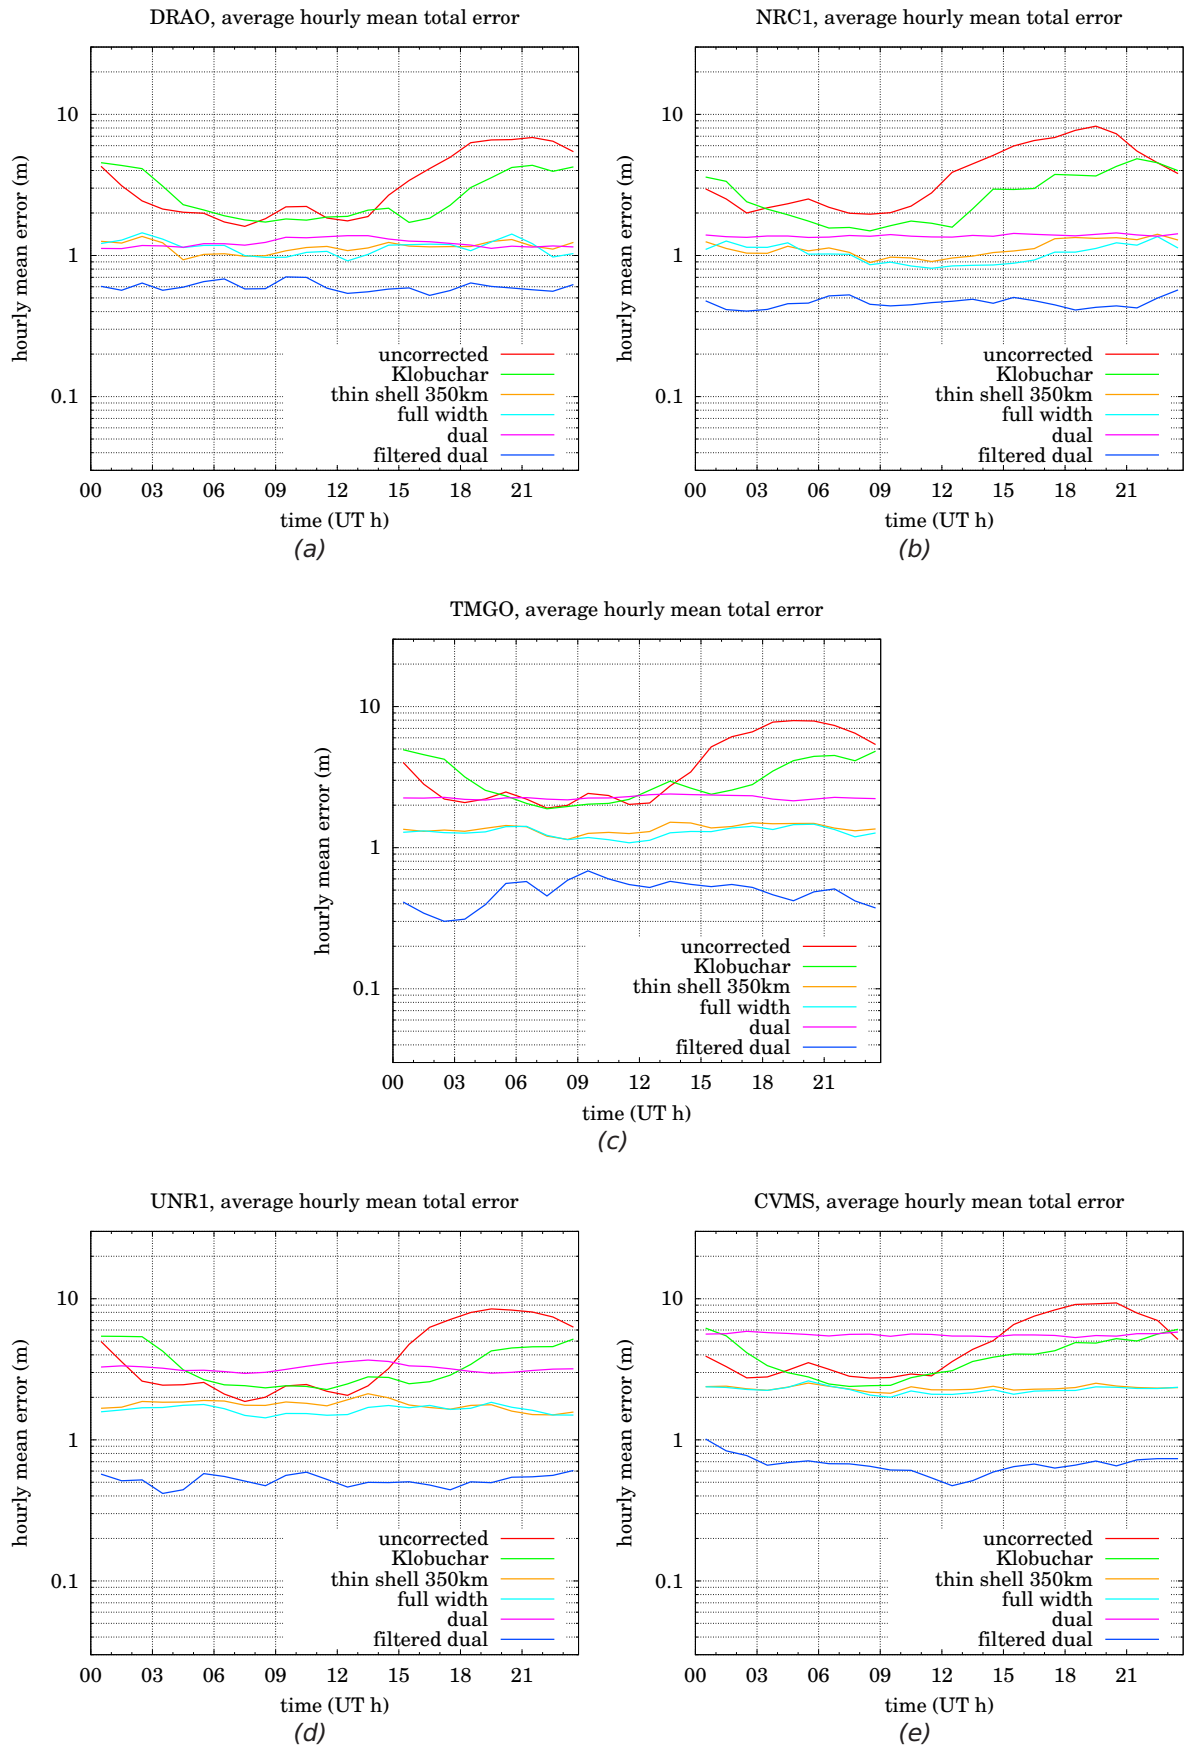 DRAO, average hourly mean total error
hourly mean error (m)
10
1
0.1
uncorrected
Klobuchar
thin shell 350km
full width
dual
filtered dual
00 03 06 09 12 15 18 21
time (UT h)
(a)
NRC1, average hourly mean total error
hourly mean error (m)
10
1
0.1
uncorrected
Klobuchar
thin shell 350km
full width
dual
filtered dual
00 03 06 09 12 15 18 21
time (UT h)
(b)
TMGO, average hourly mean total error
hourly mean error (m)
10
1
0.1
uncorrected
Klobuchar
thin shell 350km
full width
dual
filtered dual
00 03 06 09 12 15 18 21
time (UT h)
(c)
UNR1, average hourly mean total error
hourly mean error (m)
10
1
0.1
uncorrected
Klobuchar
thin shell 350km
full width
dual
filtered dual
00 03 06 09 12 15 18 21
time (UT h)
(d)
CVMS, average hourly mean total error
hourly mean error (m)
10
1
0.1
uncorrected
Klobuchar
thin shell 350km
full width
dual
filtered dual
00 03 06 09 12 15 18 21
time (UT h)
(e)